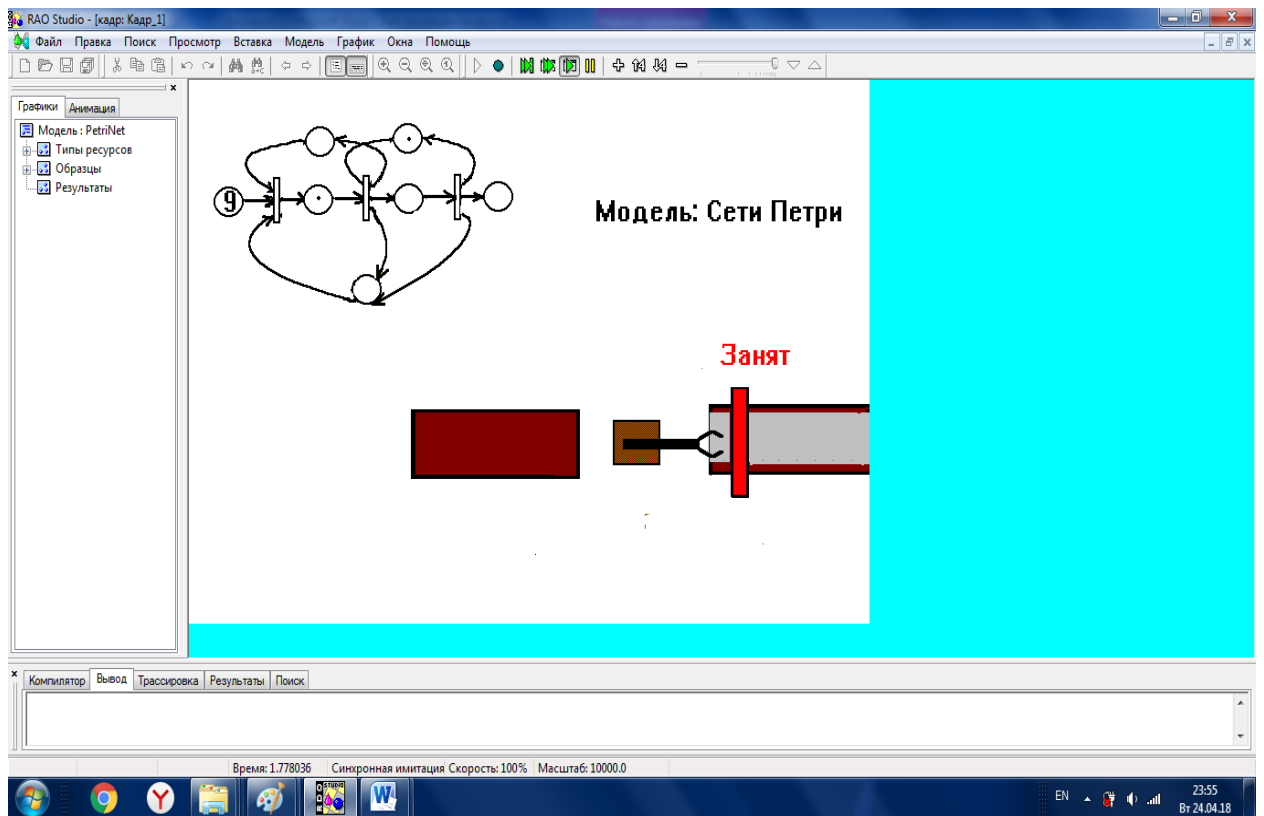 RAO Studio - [кадр: Кадр_1]
Файл Правка Поиск Просмотр Вставка Модель График Окна Помощь
Графики Анимация
Модель : PetriNet
Типы ресурсов
Образцы
Результаты
9
Модель: Сети Петри
Занят
Компилятор Вывод Трассировка Результаты Поиск
Время: 1.778036 Синхронная имитация Скорость: 100% Масштаб: 10000.0
EN
23:55
Вт 24.04.18